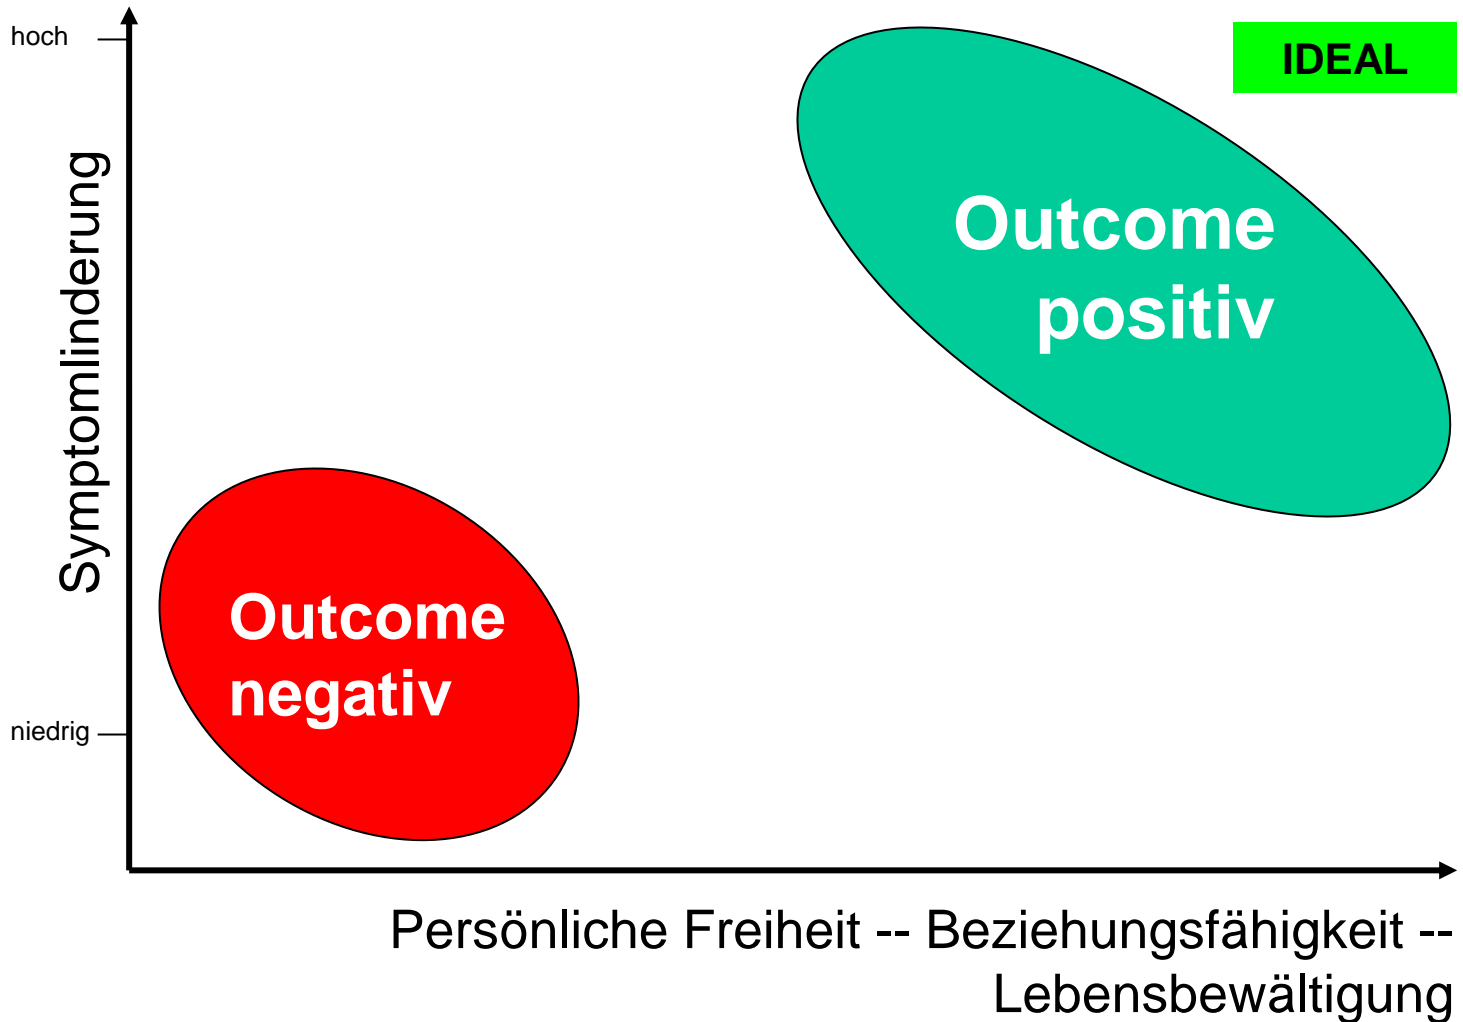 hoch
IDEAL
Symptomlinderung
Outcome
positiv
Outcome
negativ
niedrig
Persönliche Freiheit -- Beziehungsfähigkeit --
Lebensbewältigung